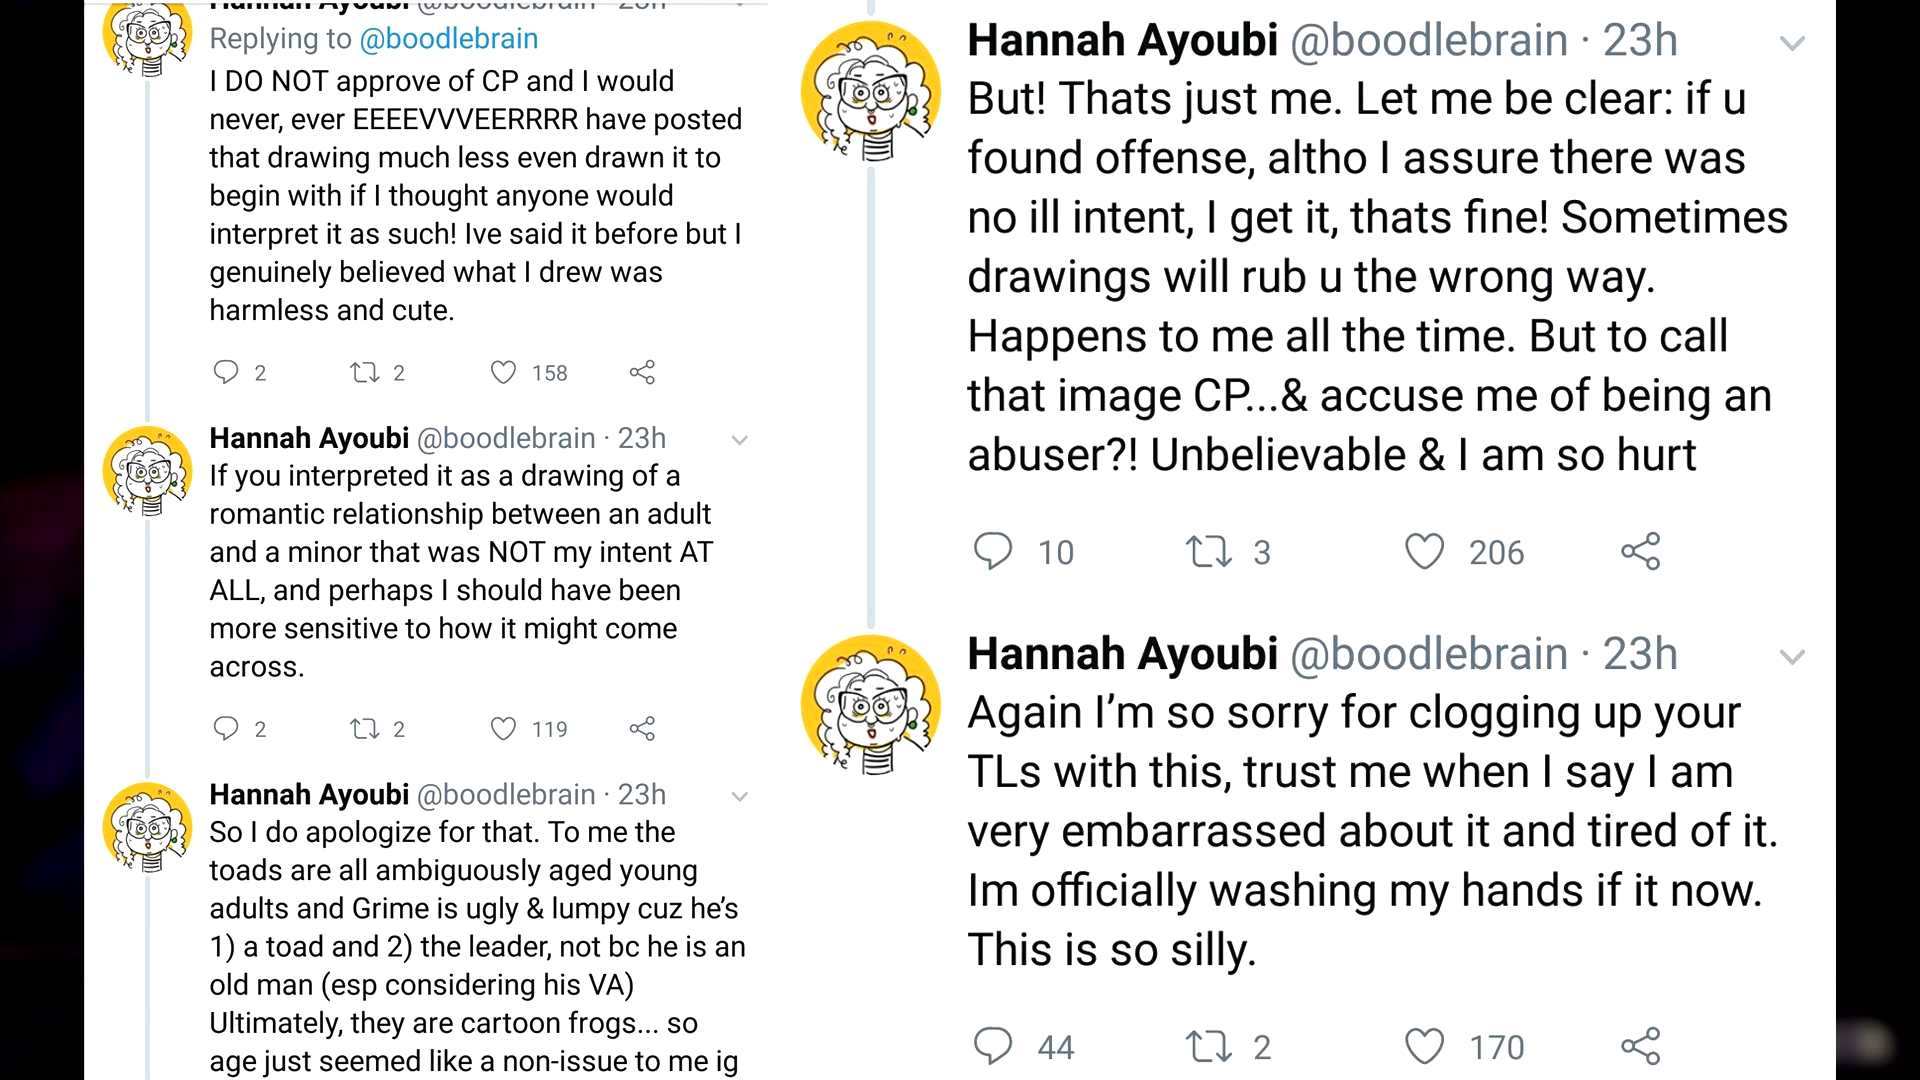 Hannah Ayoubi @boodlebrain · 23h
Replying to @boodlebrain
I DO NOT approve of CP and I would
never, ever EEEEVVVEERRRR have posted
that drawing much less even drawn it to
begin with if I thought anyone would
interpret it as such! Ive said it before but I
genuinely believed what I drew was
harmless and cute.
2 2 158
Hannah Ayoubi @boodlebrain · 23h
If you interpreted it as a drawing of a
romantic relationship between an adult
and a minor that was NOT my intent AT
ALL, and perhaps I should have been
more sensitive to how it might come
across.
2 2 119
Hannah Ayoubi @boodlebrain · 23h
So I do apologize for that. To me the
toads are all ambiguously aged young
adults and Grime is ugly & lumpy cuz he's
1) a toad and 2) the leader, not bc he is an
old man (esp considering his VA)
Ultimately, they are cartoon frogs... so
age just seemed like a non-issue to me ig
Hannah Ayoubi @boodlebrain · 23h
But! Thats just me. Let me be clear: if u
found offense, altho I assure there was
no ill intent, I get it, thats fine! Sometimes
drawings will rub u the wrong way.
Happens to me all the time. But to call
that image CP...& accuse me of being an
abuser?! Unbelievable & I am so hurt
10 3 206
Hannah Ayoubi @boodlebrain · 23h
Again I'm so sorry for clogging up your
TLs with this, trust me when I say I am
very embarrassed about it and tired of it.
Im officially washing my hands if it now.
This is so silly.
44 2 170